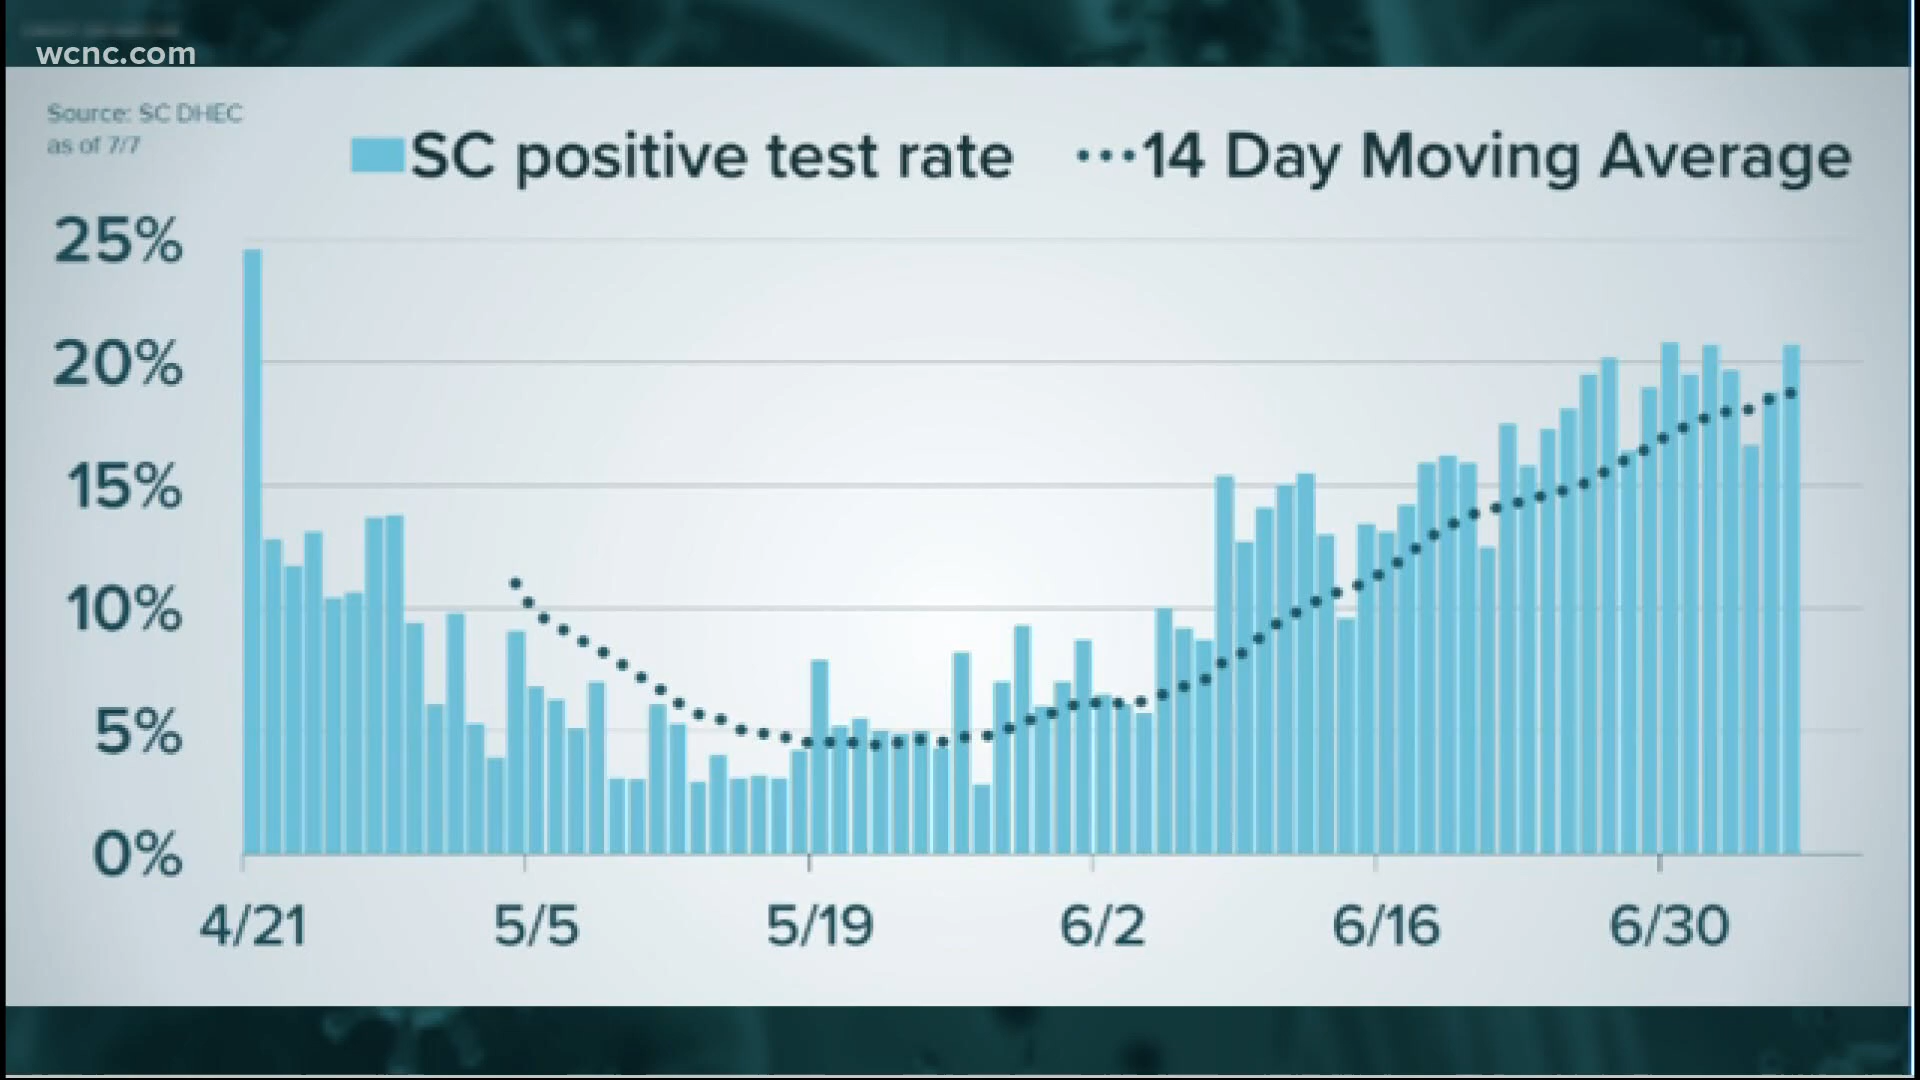 wcnc.com
Source: SC DHEC
as of 7/7
SC positive test rate
14 Day Moving Average
25%
20%
15%
10%
5%
0%
4/21
5/5
5/19
6/2
6/16
6/30